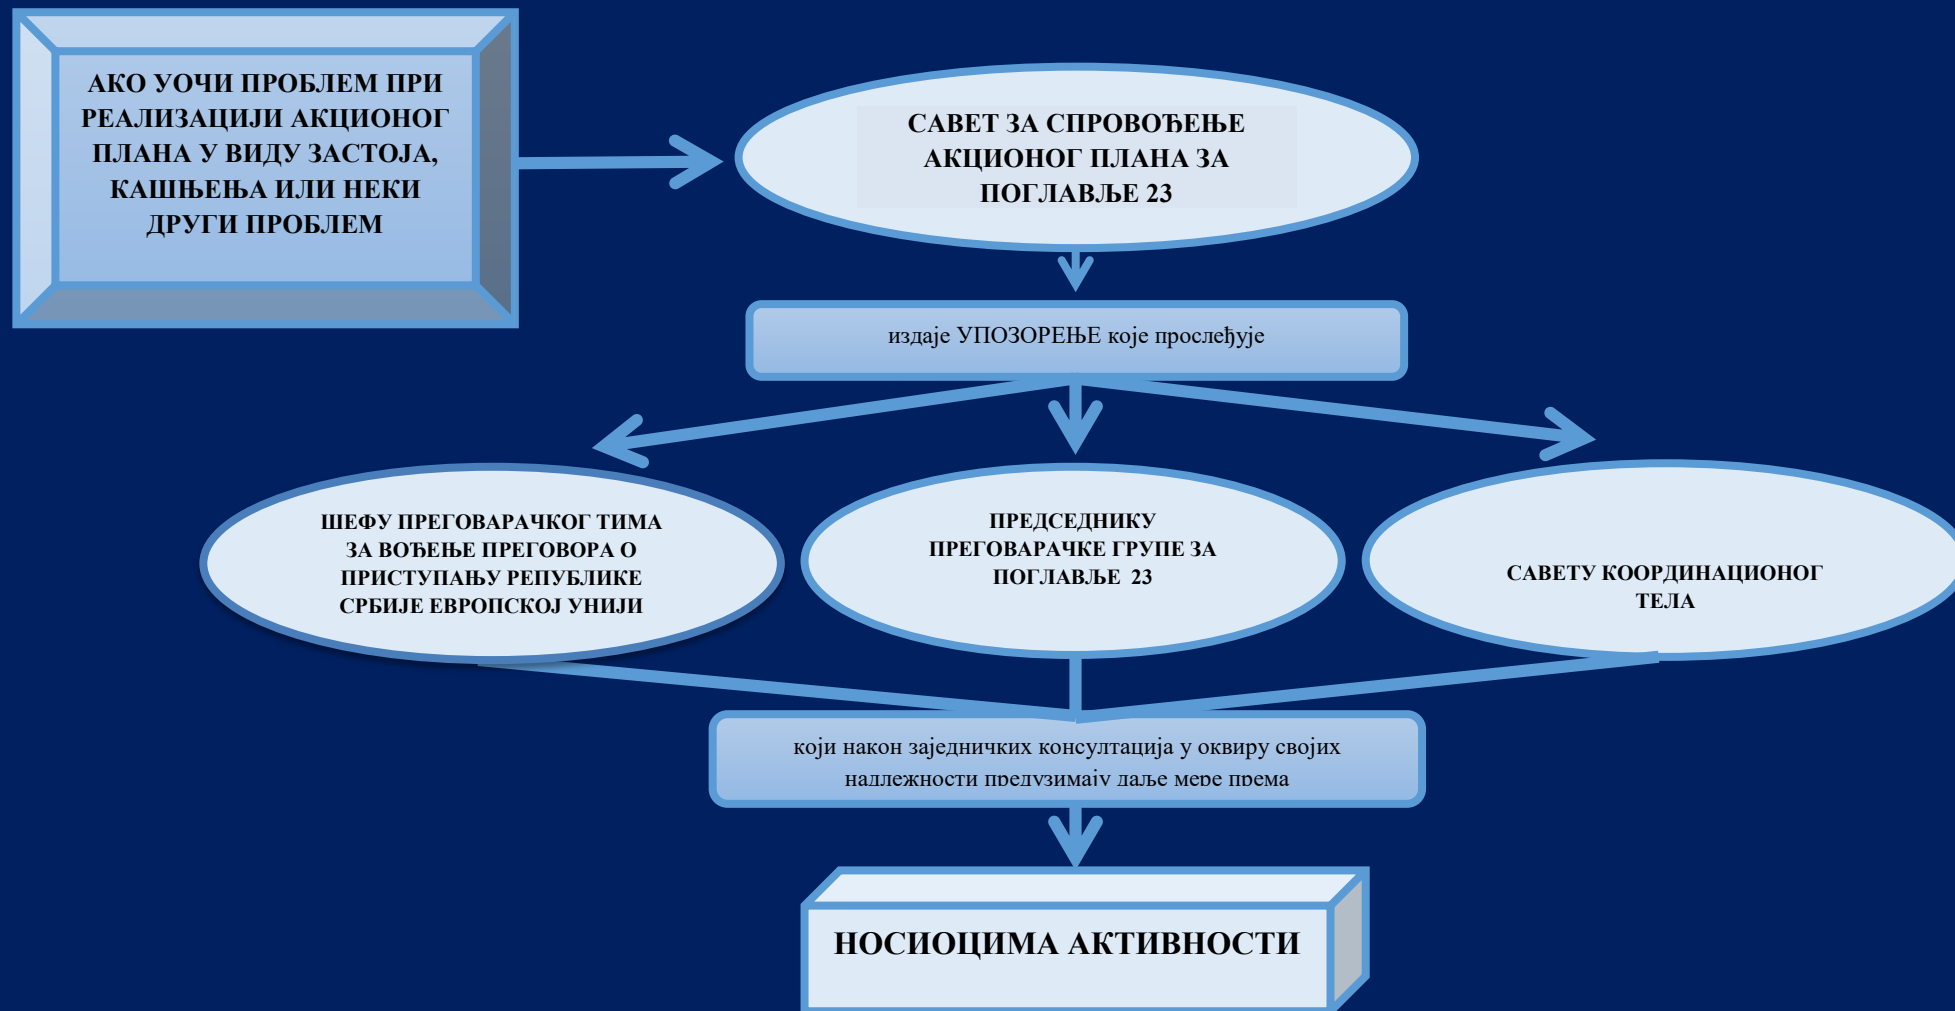 АКО УОЧИ ПРОБЛЕМ ПРИ
РЕАЛИЗАЦИЈИ АКЦИОНОГ
ПЛАНА У ВИДУ ЗАСТОЈА,
КАШЊЕЊА ИЛИ НЕКИ
ДРУГИ ПРОБЛЕМ
САВЕТ ЗА СПРОВОЂЕЊЕ
АКЦИОНОГ ПЛАНА ЗА
ПОГЛАВЉЕ 23
издаје УПОЗОРЕЊЕ које прослеђује
ШЕФУ ПРЕГОВАРАЧКОГ ТИМА
ЗА ВОЂЕЊЕ ПРЕГОВОРА О
ПРИСТУПАЊУ РЕПУБЛИКЕ
СРБИЈЕ ЕВРОПСКОЈ УНИЈИ
ПРЕДСЕДНИКУ
ПРЕГОВАРАЧКЕ ГРУПЕ ЗА
ПОГЛАВЉЕ 23
САВЕТУ КООРДИНАЦИОНОГ
ТЕЛА
који након заједничких консултација у оквиру својих
надлежности предузимају даље мере према
НОСИОЦИМА АКТИВНОСТИ